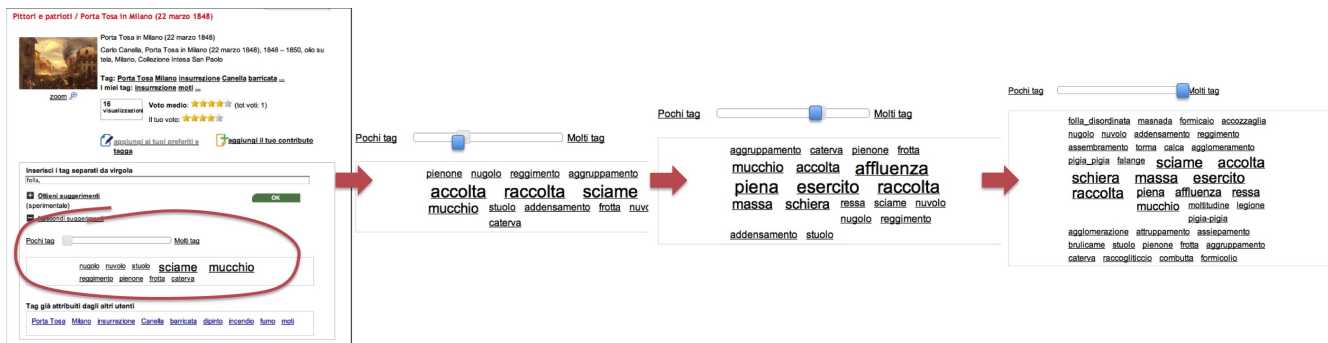 Pittori e patrioti / Porta Tosa in Milano (22 marzo 1848)
Porta Tosa in Milano (22 marzo 1848)
Carlo Canella, Porta Tosa in Milano (22 marzo 1848), 1848 – 1850, olio su
tela, Milano, Collezione Intesa San Paolo
Tag: Porta Tosa Milano insurrezione Canella barricata ...
I miei tag: insurrezione moti ...
zoom
16
visualizzazioni
Voto medio: (tot voti: 1)
Il tuo voto:
aggiungi ai tuoi preferiti e
tagga
aggiungi il tuo contributo
Inserisci i tag separati da virgola
folla,
Ottieni suggerimenti
(sperimentale)
OK
Nascondi suggerimenti
Pochi tag Molti tag
nugolo nuvolo stuolo sciame mucchio
reggimento pienone frotta caterva
Tag già attribuiti dagli altri utenti
Porta Tosa Milano insurrezione Canella barricata dipinto incendio fumo moti
Pochi tag Molti tag
pienone nugolo reggimento aggruppamento
accolta raccolta sciame
mucchio stuolo addensamento frotta nuvo
caterva
Pochi tag Molti tag
aggruppamento caterva pienone frotta
mucchio accolta affluenza
piena esercito raccolta
massa schiera ressa sciame nuvolo
nugolo reggimento
addensamento stuolo
Pochi tag Molti tag
folla_disordinata masnada formicaio accozzaglia
nugolo nuvolo addensamento reggimento
assembramento torma calca agglomeramento
pigia_pigia falange sciame accolta
schiera massa esercito
raccolta piena affluenza ressa
mucchio moltitudine legione
pigia-pigia
agglomerazione attruppamento assiepamento
brulicame stuolo pienone frotta aggruppamento
caterva raccogliticcio combutta formicolio